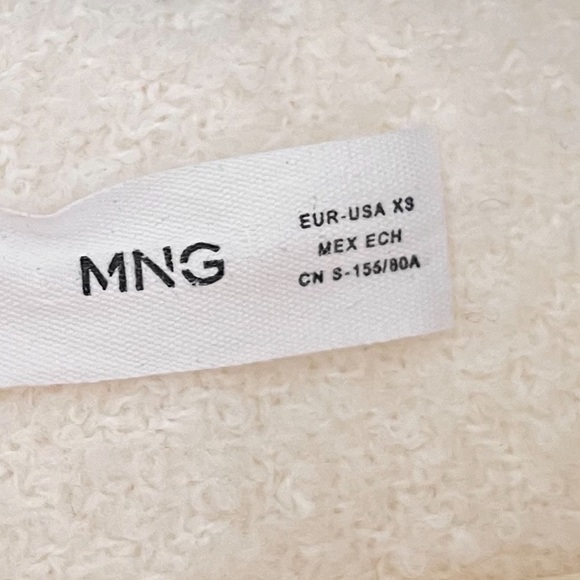 MNG
EUR-USA XS
MEX ECH
CN S-155/80A